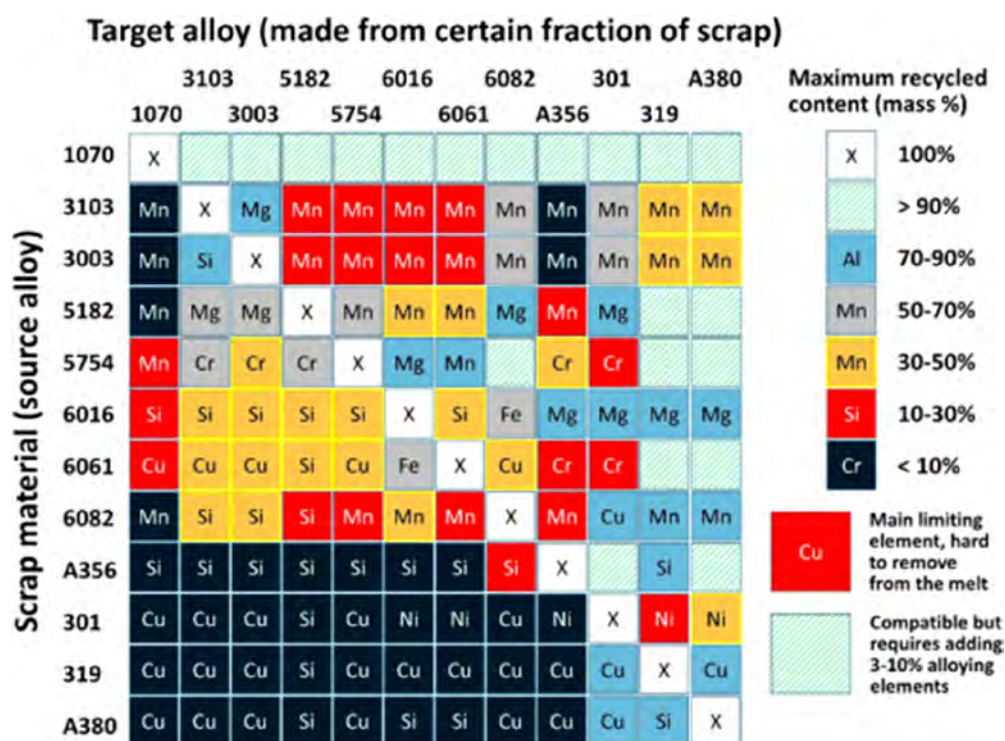 Target alloy (made from certain fraction of scrap)
3103 5182 6016 6082 301 A380
1070 3003 5754 6061 A356 319
Scrap material (source alloy)
1070 X
3103 Mn X Mg Mn Mn Mn Mn Mn Mn Mn Mn Mn
3003 Mn Si X Mn Mn Mn Mn Mn Mn Mn Mn Mn
5182 Mn Mg Mg X Mn Mn Mn Mg Mn Mg
5754 Mn Cr Cr Cr X Mg Mn Cr Cr
6016 Si Si Si Si Si X Si Fe Mg Mg Mg Mg
6061 Cu Cu Cu Si Cu Fe X Cu Cr Cr
6082 Mn Si Si Si Mn Mn Mn X Mn Cu Mn Mn
A356 Si Si Si Si Si Si Si Si X Si
301 Cu Cu Cu Si Cu Ni Ni Cu Ni X Ni Ni
319 Cu Cu Cu Si Cu Cu Cu Cu Cu Cu X Cu
A380 Cu Cu Cu Si Cu Si Si Cu Cu Cu Si X
Maximum recycled
content (mass %)
X 100%
> 90%
Al 70-90%
Mn 50-70%
Mn 30-50%
Si 10-30%
Cr < 10%
Cu
Main limiting
element, hard
to remove
from the melt
Compatible but
requires adding
3-10% alloying
elements